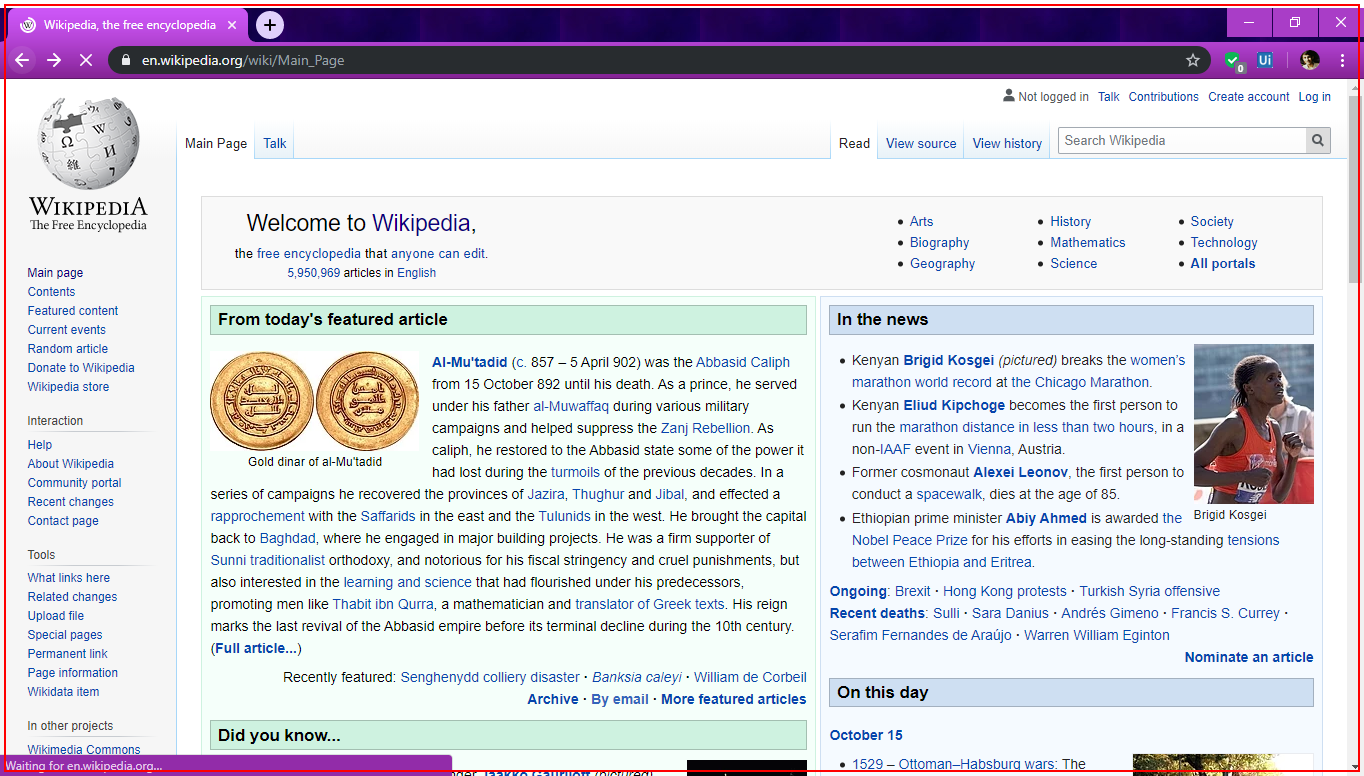 Wikipedia, the free encyclopedia
en.wikipedia.org/wiki/Main_Page
0
Ui
Not logged in Talk Contributions Create account Log in
Main Page Talk
Read View source View history
Search Wikipedia
Ω W И 維
WIKIPEDIA
The Free Encyclopedia
Main page
Contents
Featured content
Current events
Random article
Donate to Wikipedia
Wikipedia store
Interaction
Help
About Wikipedia
Community portal
Recent changes
Contact page
Tools
What links here
Related changes
Upload file
Special pages
Permanent link
Page information
Wikidata item
In other projects
Wikimedia Commons
Waiting for en.wikipedia.org...
Welcome to Wikipedia,
the free encyclopedia that anyone can edit.
5,950,969 articles in English
• Arts
• Biography
• Geography
• History
• Mathematics
• Science
• Society
• Technology
• All portals
From today's featured article
Gold dinar of al-Mu'tadid
Al-Mu'tadid (c. 857 – 5 April 902) was the Abbasid Caliph
from 15 October 892 until his death. As a prince, he served
under his father al-Muwaffaq during various military
campaigns and helped suppress the Zanj Rebellion. As
caliph, he restored to the Abbasid state some of the power it
had lost during the turmoils of the previous decades. In a
series of campaigns he recovered the provinces of Jazira, Thughur and Jibal, and effected a
rapprochement with the Saffarids in the east and the Tulunids in the west. He brought the capital
back to Baghdad, where he engaged in major building projects. He was a firm supporter of
Sunni traditionalist orthodoxy, and notorious for his fiscal stringency and cruel punishments, but
also interested in the learning and science that had flourished under his predecessors,
promoting men like Thabit ibn Qurra, a mathematician and translator of Greek texts. His reign
marks the last revival of the Abbasid empire before its terminal decline during the 10th century.
(Full article...)
Recently featured: Senghenydd colliery disaster · Banksia caleyi · William de Corbeil
Archive · By email · More featured articles
Did you know...
Jaakko Gauriloff (pictured)
In the news
• Kenyan Brigid Kosgei (pictured) breaks the women's
marathon world record at the Chicago Marathon.
• Kenyan Eliud Kipchoge becomes the first person to
run the marathon distance in less than two hours, in a
non-IAAF event in Vienna, Austria.
• Former cosmonaut Alexei Leonov, the first person to
conduct a spacewalk, dies at the age of 85.
• Ethiopian prime minister Abiy Ahmed is awarded the
Nobel Peace Prize for his efforts in easing the long-standing tensions
between Ethiopia and Eritrea.
Brigid Kosgei
Ongoing: Brexit · Hong Kong protests · Turkish Syria offensive
Recent deaths: Sulli · Sara Danius · Andrés Gimeno · Francis S. Currey ·
Serafim Fernandes de Araújo · Warren William Eginton
Nominate an article
On this day
October 15
• 1529 – Ottoman–Habsburg wars: The